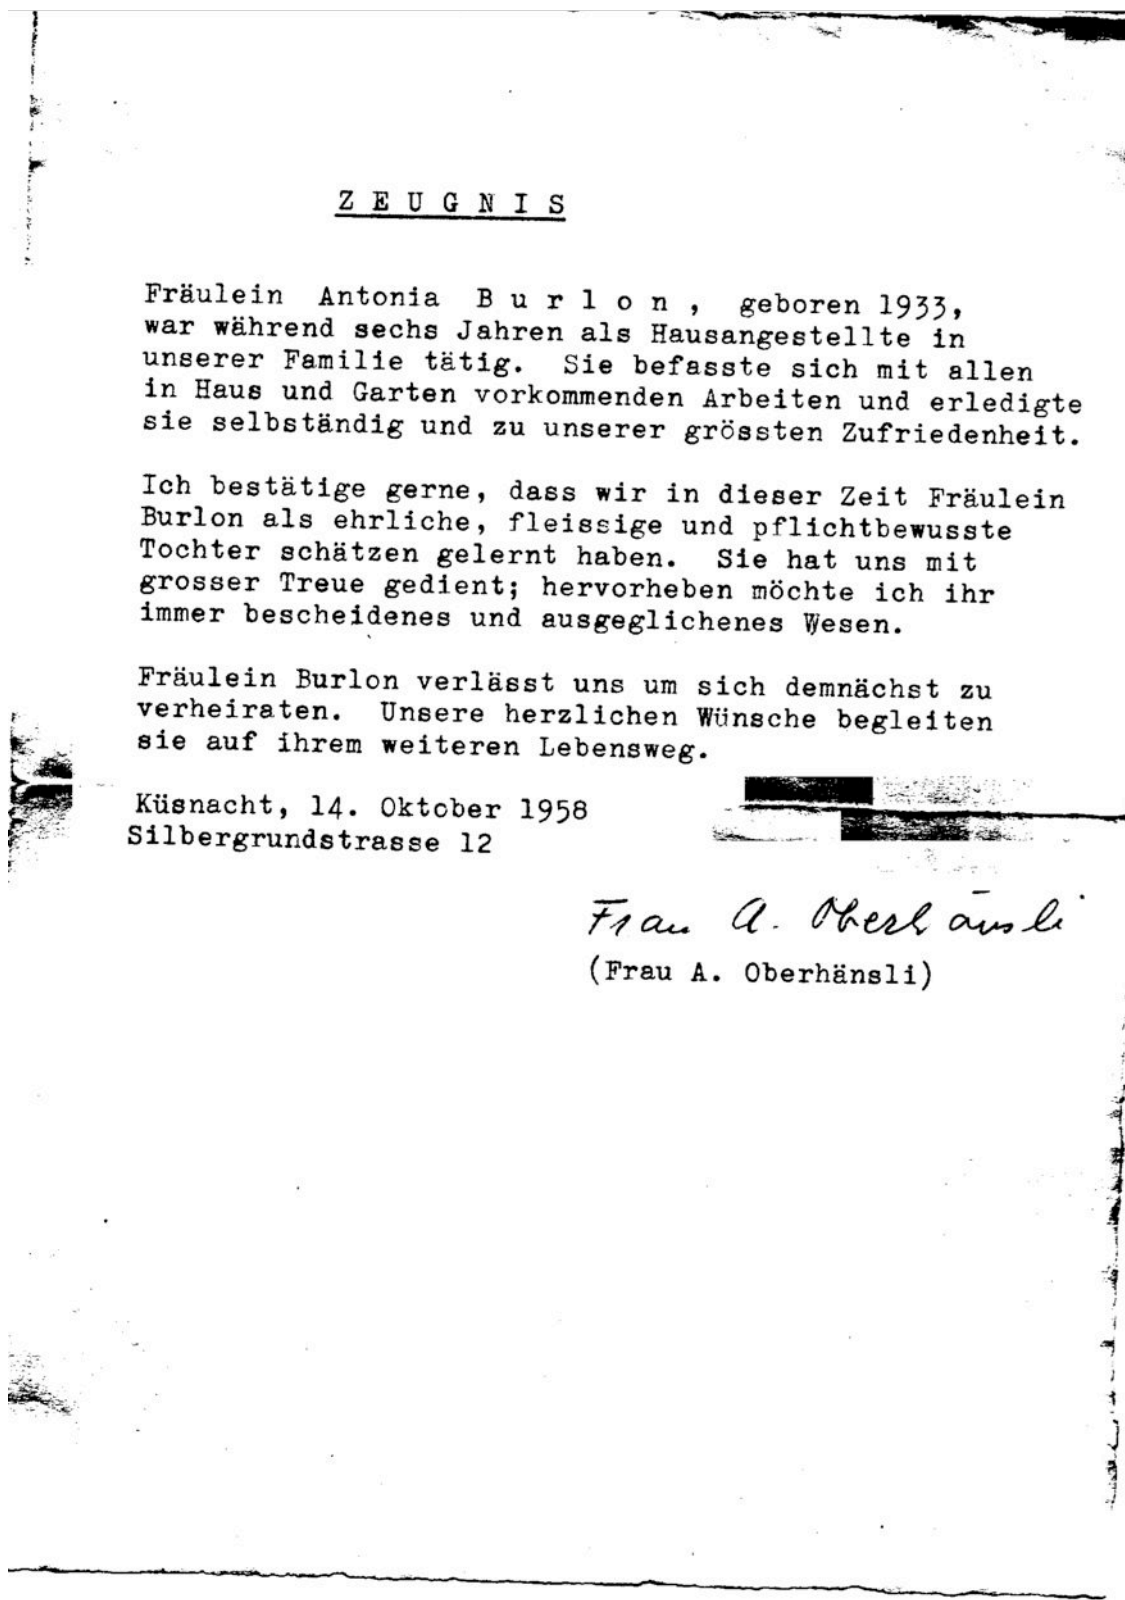 Z E U G N I S
Fräulein Antonia B u r l o n , geboren 1933,
war während sechs Jahren als Hausangestellte in
unserer Familie tätig. Sie befasste sich mit allen
in Haus und Garten vorkommenden Arbeiten und erledigte
sie selbständig und zu unserer grössten Zufriedenheit.
Ich bestätige gerne, dass wir in dieser Zeit Fräulein
Burlon als ehrliche, fleissige und pflichtbewusste
Tochter schätzen gelernt haben. Sie hat uns mit
grosser Treue gedient; hervorheben möchte ich ihr
immer bescheidenes und ausgeglichenes Wesen.
Fräulein Burlon verlässt uns um sich demnächst zu
verheiraten. Unsere herzlichen Wünsche begleiten
sie auf ihrem weiteren Lebensweg.
Küsnacht, 14. Oktober 1958
Silbergrundstrasse 12
Frau A. Oberhänsli
(Frau A. Oberhänsli)